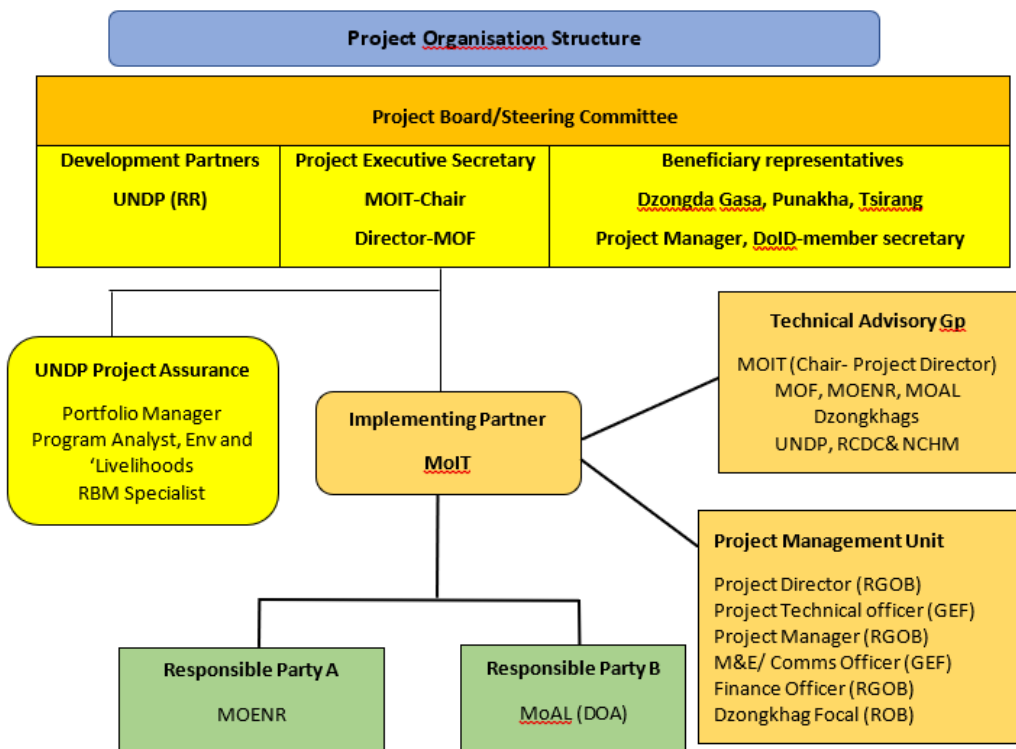 Project Organisation Structure
Project Board/Steering Committee
Development Partners
UNDP (RR)
Project Executive Secretary
MOIT-Chair
Director-MOF
Beneficiary representatives
Dzongda Gasa, Punakha, Tsirang
Project Manager, DoID-member secretary
UNDP Project Assurance
Portfolio Manager
Program Analyst, Env and
‘Livelihoods
RBM Specialist
Implementing Partner
MoIT
Technical Advisory Gp
MOIT (Chair- Project Director)
MOF, MOENR, MOAL
Dzongkhags
UNDP, RCDC& NCHM
Project Management Unit
Project Director (RGOB)
Project Technical officer (GEF)
Project Manager (RGOB)
M&E/ Comms Officer (GEF)
Finance Officer (RGOB)
Dzongkhag Focal (ROB)
Responsible Party A
MOENR
Responsible Party B
MoAL (DOA)